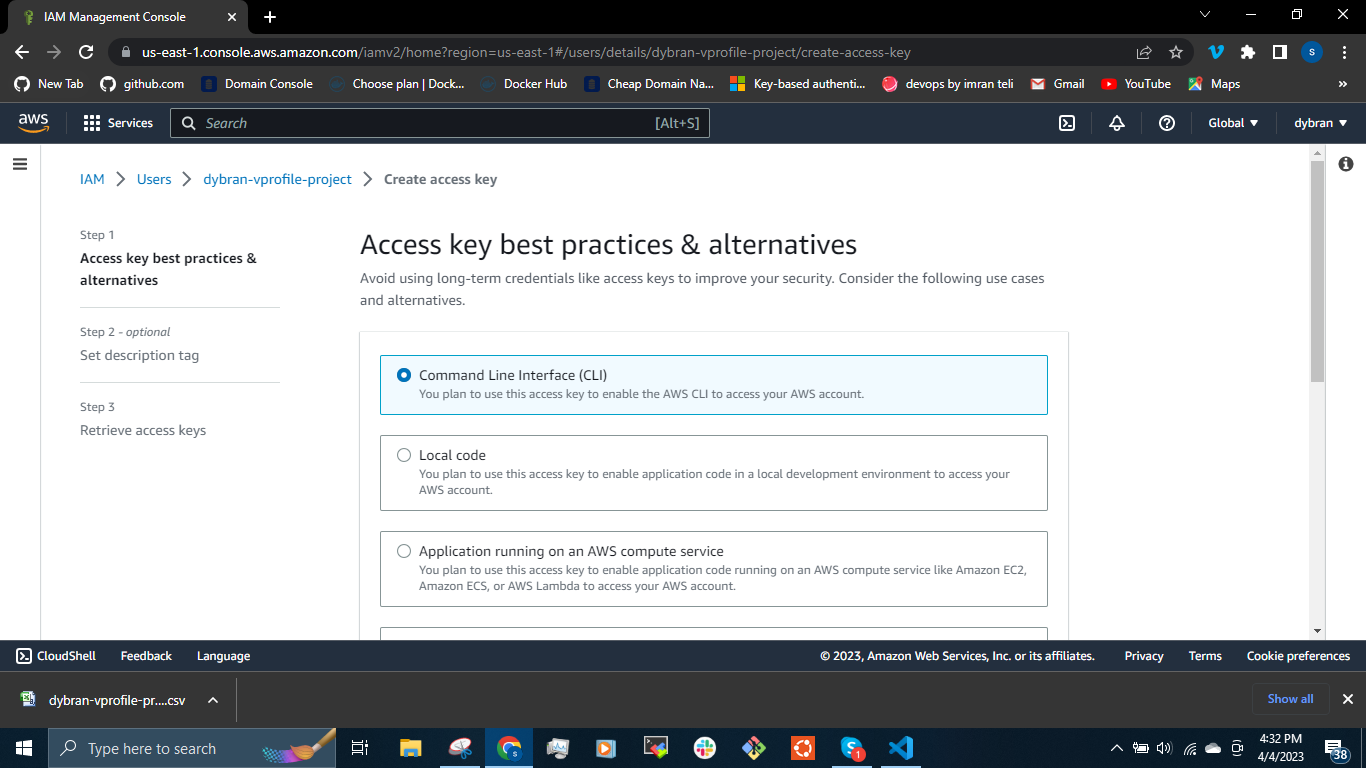 IAM Management Console
us-east-1.console.aws.amazon.com/iamv2/home?region=us-east-1#/users/details/dybran-vprofile-project/create-access-key
S
New Tab
github.com
Domain Console
Choose plan | Dock...
Docker Hub
Cheap Domain Na...
Key-based authenti...
devops by imran teli
Gmail
YouTube
Maps
»
aws
Services
Search
[Alt+S]
Global
dybran
IAM
Users
dybran-vprofile-project
Create access key
Step 1
Access key best practices &
alternatives
Step 2 - optional
Set description tag
Step 3
Retrieve access keys
Access key best practices & alternatives
Avoid using long-term credentials like access keys to improve your security. Consider the following use cases
and alternatives.
Command Line Interface (CLI)
You plan to use this access key to enable the AWS CLI to access your AWS account.
Local code
You plan to use this access key to enable application code in a local development environment to access your
AWS account.
Application running on an AWS compute service
You plan to use this access key to enable application code running on an AWS compute service like Amazon EC2,
Amazon ECS, or AWS Lambda to access your AWS account.
CloudShell
Feedback
Language
© 2023, Amazon Web Services, Inc. or its affiliates.
Privacy
Terms
Cookie preferences
dybran-vprofile-pr....csv
Show all
Type here to search
1
4:32 PM
4/4/2023
38